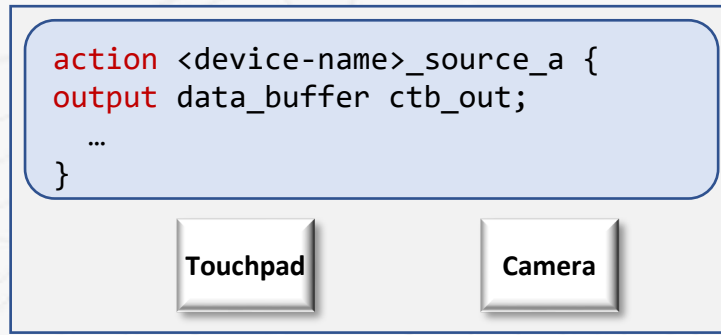 action <device-name>_source_a {
output data_buffer ctb_out;
…
}
Touchpad
Camera